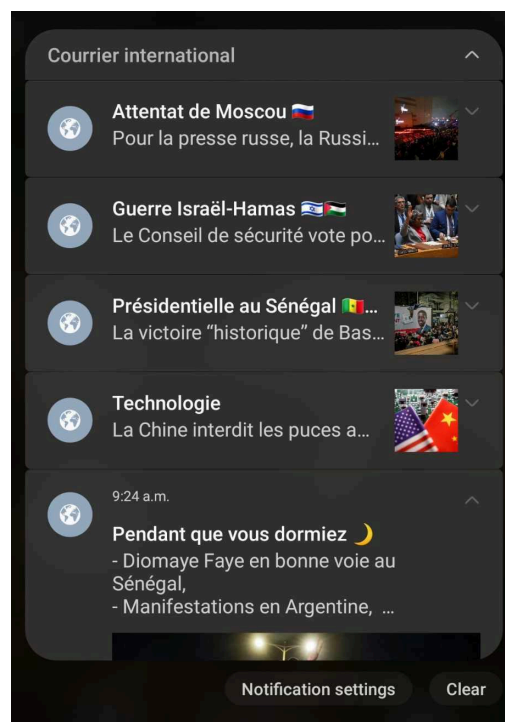 Courrier international
Attentat de Moscou 🇷🇺
Pour la presse russe, la Russi...
Guerre Israël-Hamas 🇮🇱🇵🇸
Le Conseil de sécurité vote po...
Présidentielle au Sénégal 🇸🇳...
La victoire “historique” de Bas...
Technologie
La Chine interdit les puces a...
9:24 a.m.
Pendant que vous dormiez 🌙
- Diomaye Faye en bonne voie au
Sénégal,
- Manifestations en Argentine, ...
Notification settings
Clear